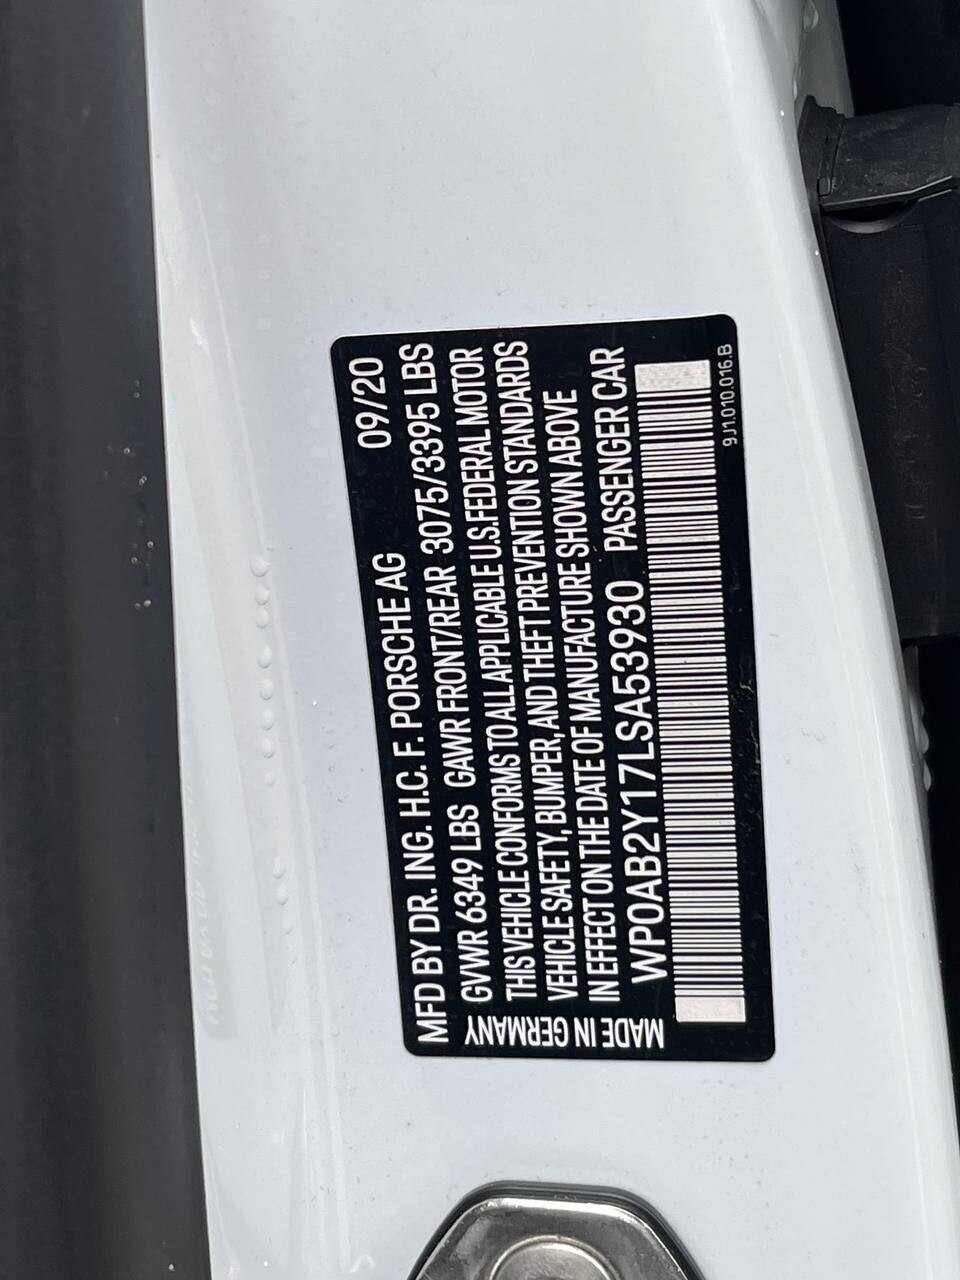 MFD BY DR. ING. H.C. F. PORSCHE AG 09/20
GVWR 6349 LBS GAWR FRONT/REAR 3075/3395 LBS
THIS VEHICLE CONFORMS TO ALL APPLICABLE U.S. FEDERAL MOTOR
VEHICLE SAFETY, BUMPER, AND THEFT PREVENTION STANDARDS
IN EFFECT ON THE DATE OF MANUFACTURE SHOWN ABOVE
WP0AB2Y17LSA53930 PASSENGER CAR
MADE IN GERMANY
9J1.010.016.B